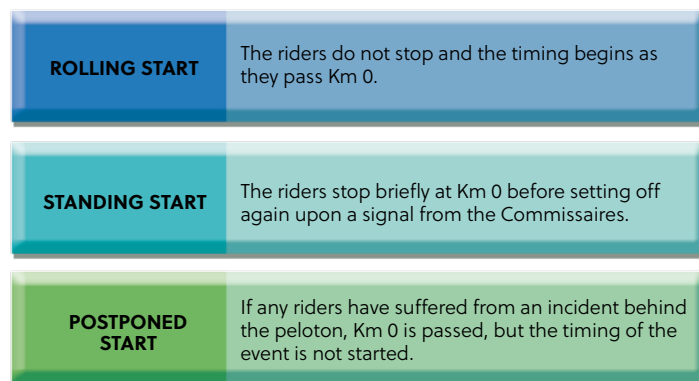 ROLLING START
The riders do not stop and the timing begins as
they pass Km 0.
STANDING START
The riders stop briefly at Km 0 before setting off
again upon a signal from the Commissaires.
POSTPONED
START
If any riders have suffered from an incident behind
the peloton, Km 0 is passed, but the timing of the
event is not started.